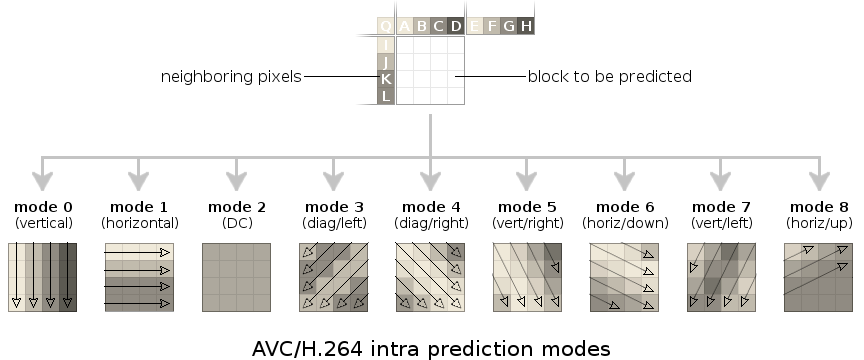 Q A B C D E F G H
I
J
K
L
neighboring pixels
block to be predicted
mode 0
(vertical)
mode 1
(horizontal)
mode 2
(DC)
mode 3
(diag/left)
mode 4
(diag/right)
mode 5
(vert/right)
mode 6
(horiz/down)
mode 7
(vert/left)
mode 8
(horiz/up)
AVC/H.264 intra prediction modes